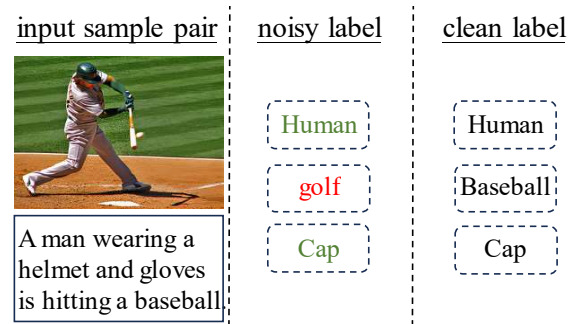 input sample pair
noisy label
clean label
Human
Human
golf
Baseball
Cap
Cap
A man wearing a
helmet and gloves
is hitting a baseball.